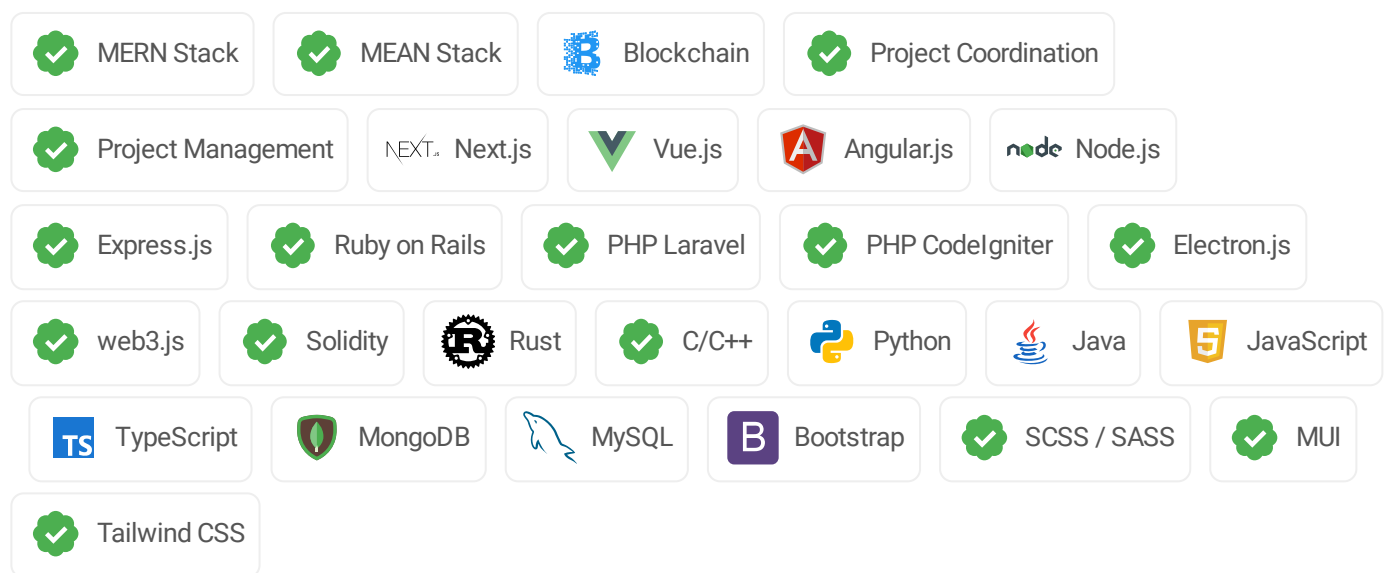 MERN Stack MEAN Stack Blockchain Project Coordination
Project Management NEXT.JS Next.js Vue.js A Angular.js node Node.js
Express.js Ruby on Rails PHP Laravel PHP CodeIgniter Electron.js
web3.js Solidity R Rust C/C++ Python Java 5 JavaScript
TS TypeScript MongoDB MySQL B Bootstrap SCSS / SASS MUI
Tailwind CSS